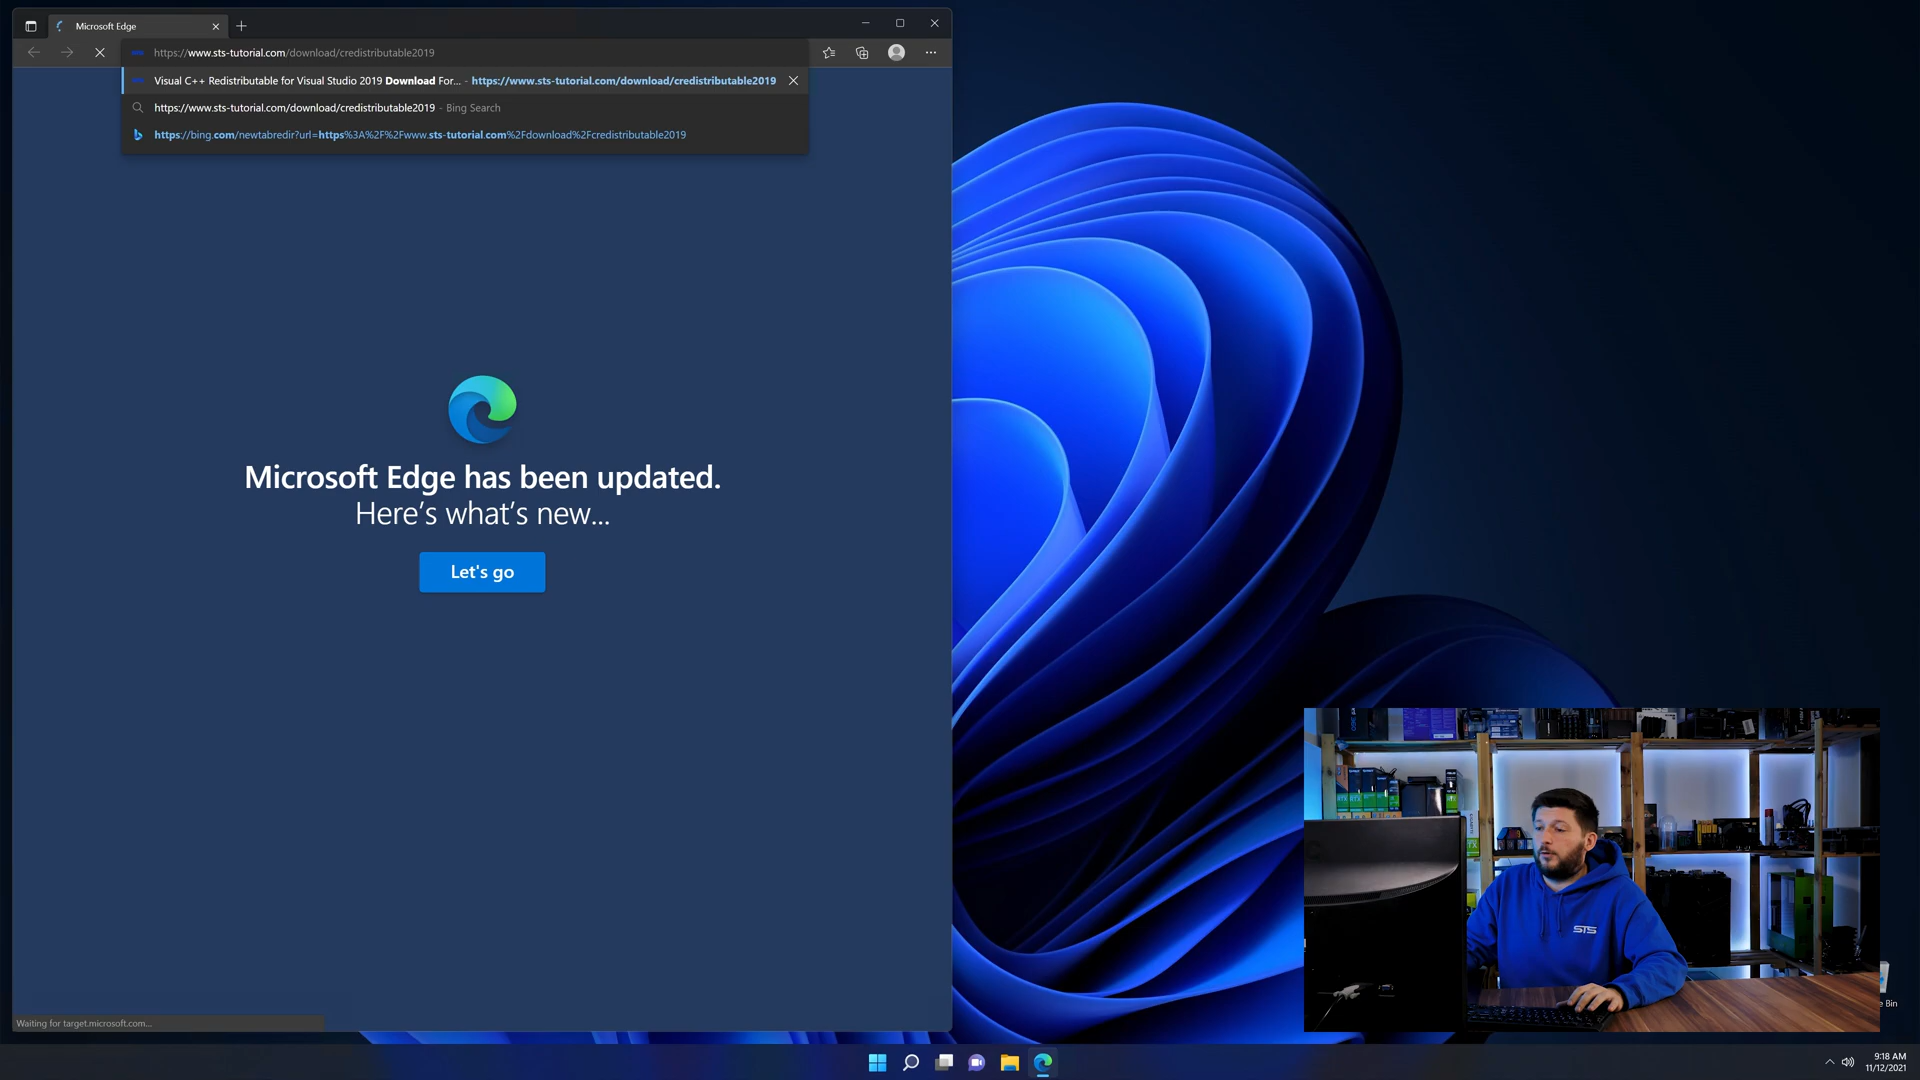 Microsoft Edge
https://www.sts-tutorial.com/download/credistributable2019
Visual C++ Redistributable for Visual Studio 2019 Download For... - https://www.sts-tutorial.com/download/credistributable2019
https://www.sts-tutorial.com/download/credistributable2019 - Bing Search
https://bing.com/newtabredir?url=https%3A%2F%2Fwww.sts-tutorial.com%2Fdownload%2Fcredistributable2019
Microsoft Edge has been updated.
Here's what's new...
Let's go
STS
e Bin
Waiting for target.microsoft.com...
9:18 AM
11/12/2021